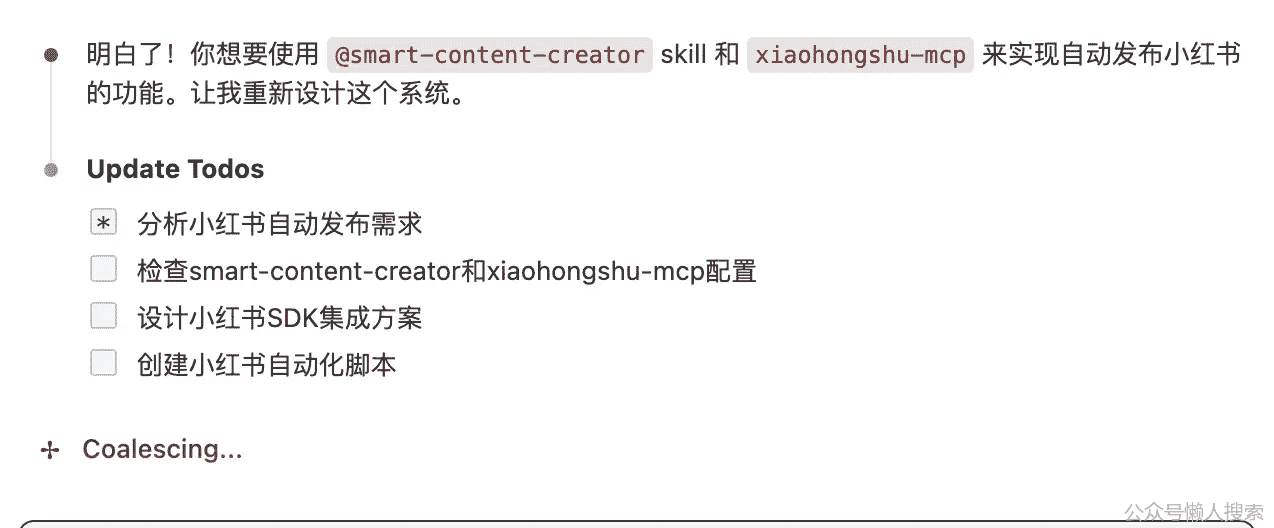 明白了！你想要使用 @smart-content-creator skill 和 xiaohongshu-mcp 来实现自动发布小红书
的功能。让我重新设计这个系统。
Update Todos
* 分析小红书自动发布需求
检查smart-content-creator和xiaohongshu-mcp配置
设计小红书SDK集成方案
创建小红书自动化脚本
Coalescing...
公众号懒人搜索